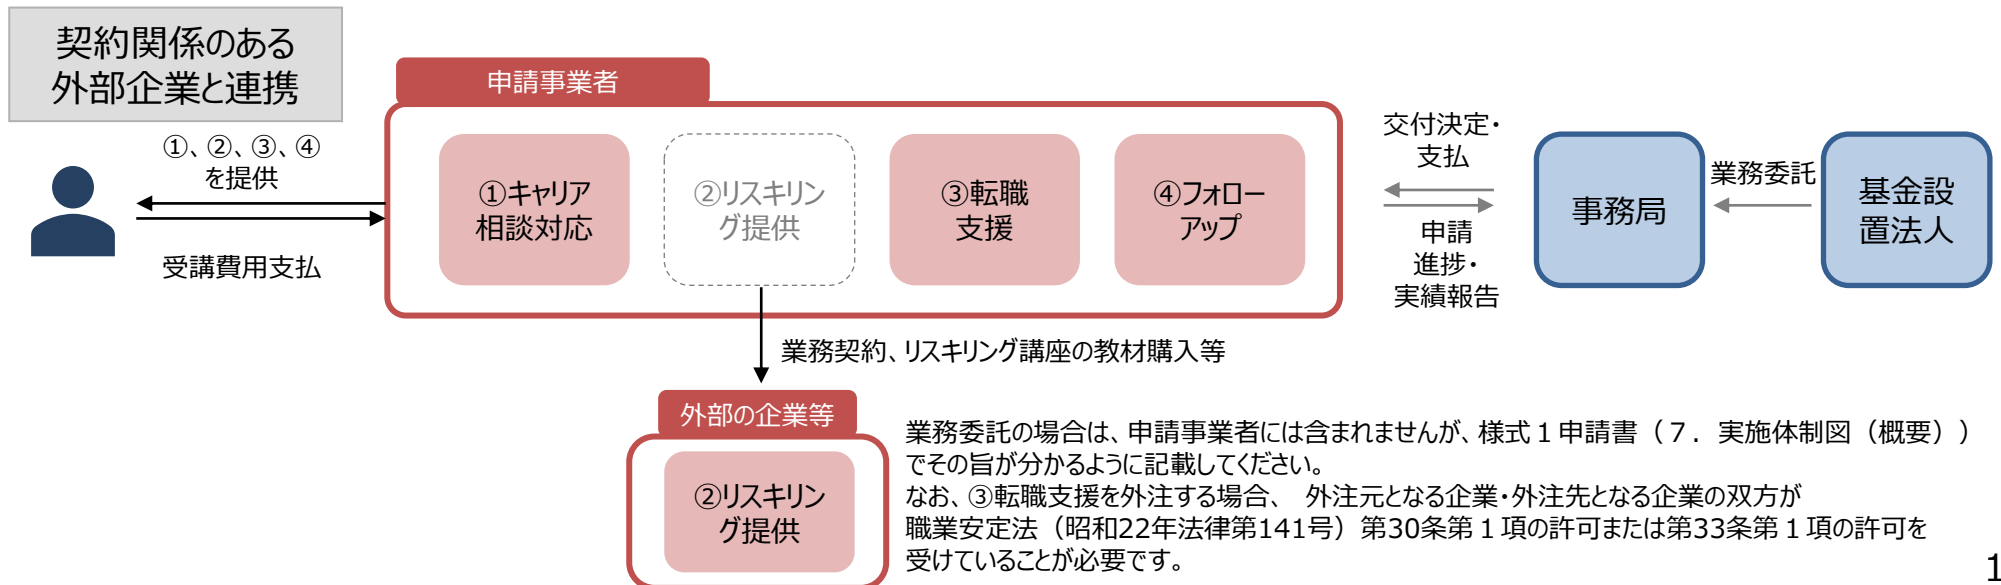 契約関係のある
外部企業と連携
申請事業者
①、②、③、④
を提供
受講費用支払
①キャリア
相談対応
②リスキリン
グ提供
③転職
支援
④フォロー
アップ
交付決定・
支払
申請
進捗・
実績報告
事務局
業務委託
基金設
置法人
業務契約、リスキリング講座の教材購入等
外部の企業等
②リスキリン
グ提供
業務委託の場合は、申請事業者には含まれませんが、様式１申請書（７．実施体制図（概要））
でその旨が分かるように記載してください。
なお、③転職支援を外注する場合、 外注元となる企業・外注先となる企業の双方が
職業安定法（昭和22年法律第141号）第30条第１項の許可または第33条第１項の許可を
受けていることが必要です。
1